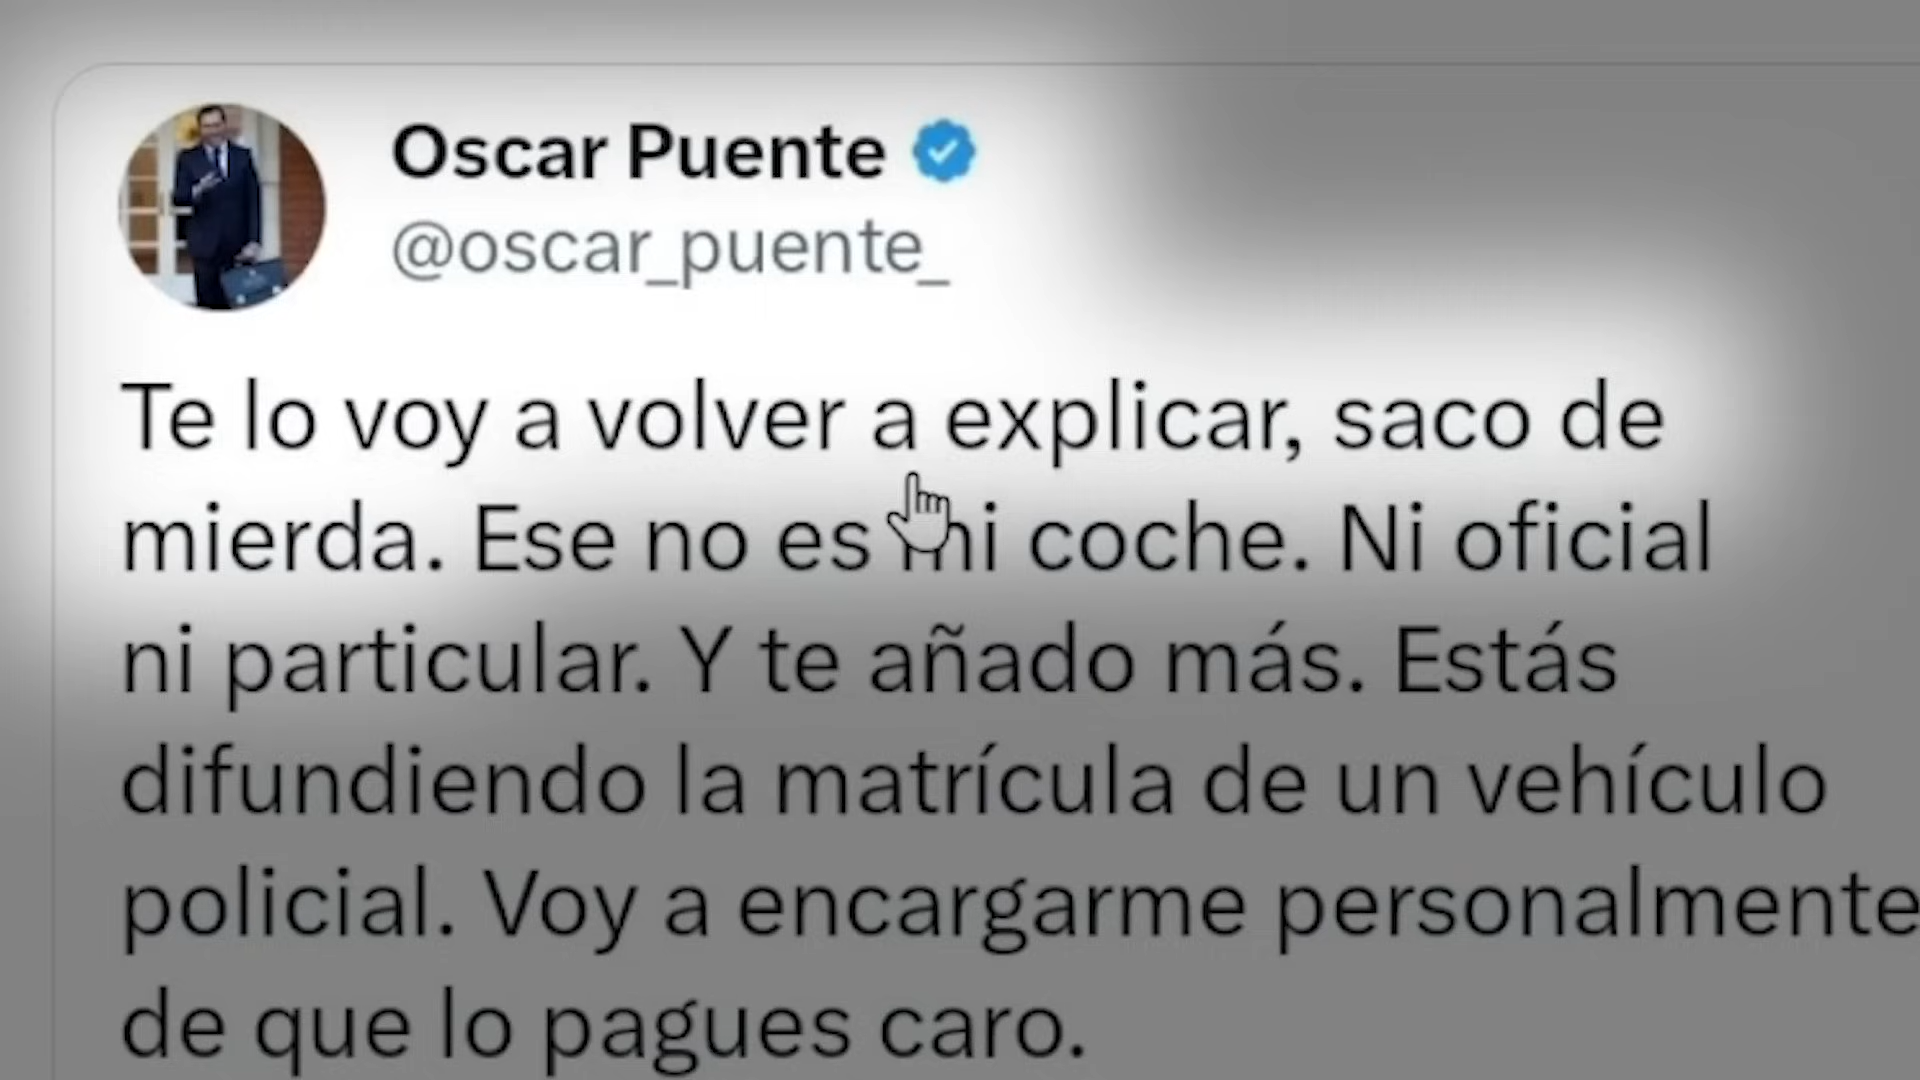 Oscar Puente
@oscar_puente_
Te lo voy a volver a explicar, saco de
mierda. Ese no es mi coche. Ni oficial
ni particular. Y te añado más. Estás
difundiendo la matrícula de un vehículo
policial. Voy a encargarme personalmente
de que lo pagues caro.